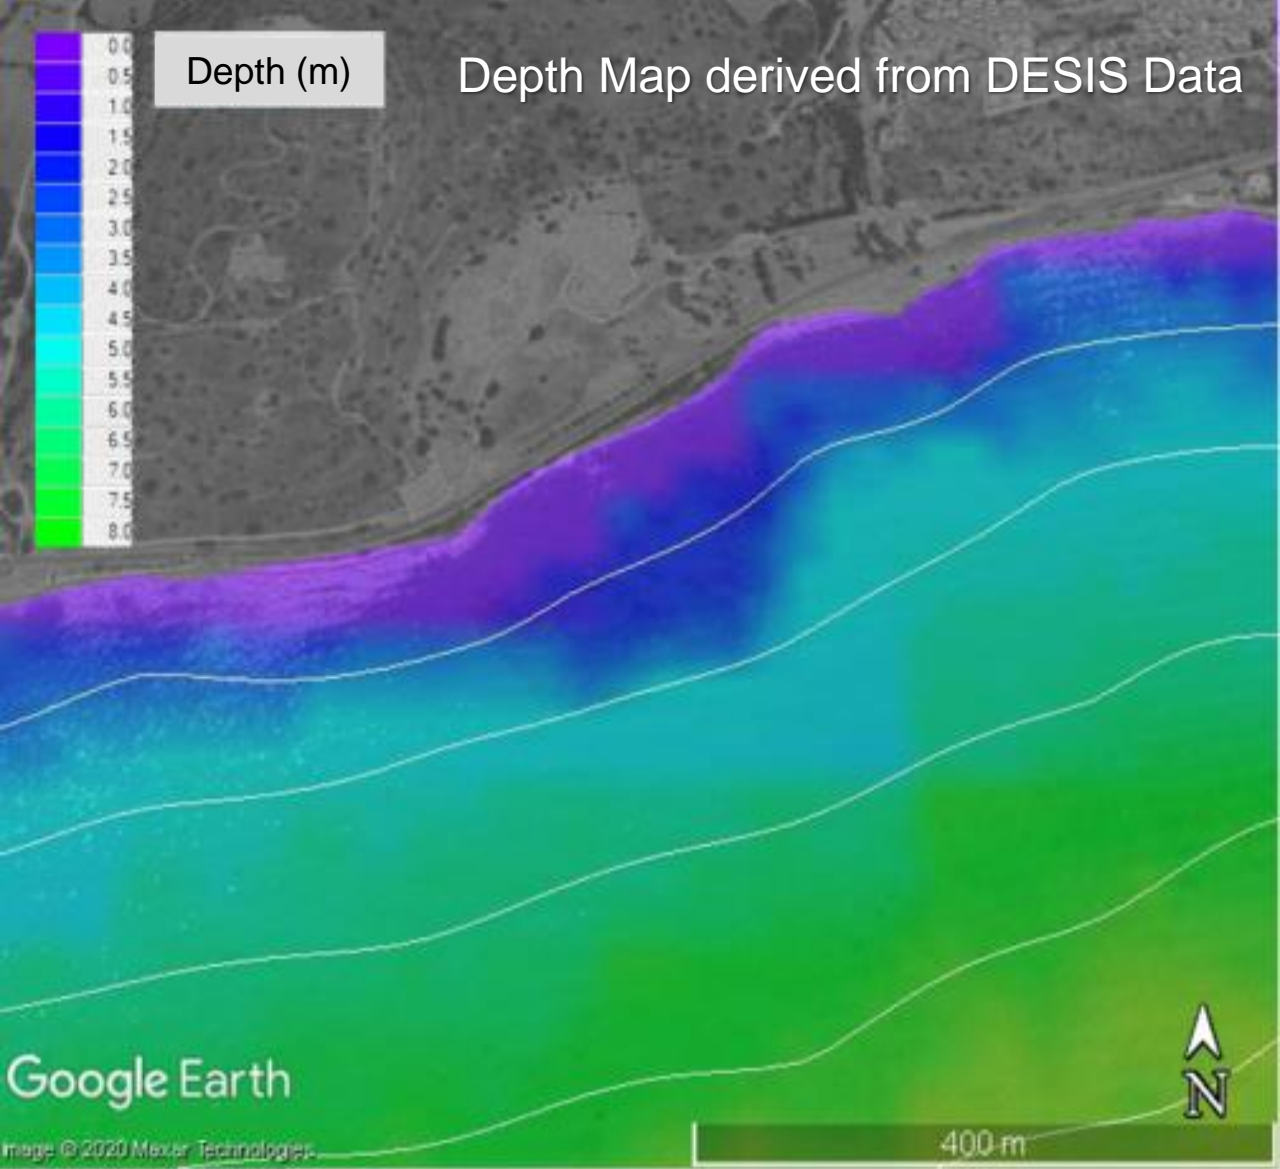 Depth (m)
Depth Map derived from DESIS Data
0.0
0.5
1.0
1.5
2.0
2.5
3.0
3.5
4.0
4.5
5.0
5.5
6.0
6.5
7.0
7.5
8.0
Google Earth
N
400 m
Image © 2020 Maxar Technologies